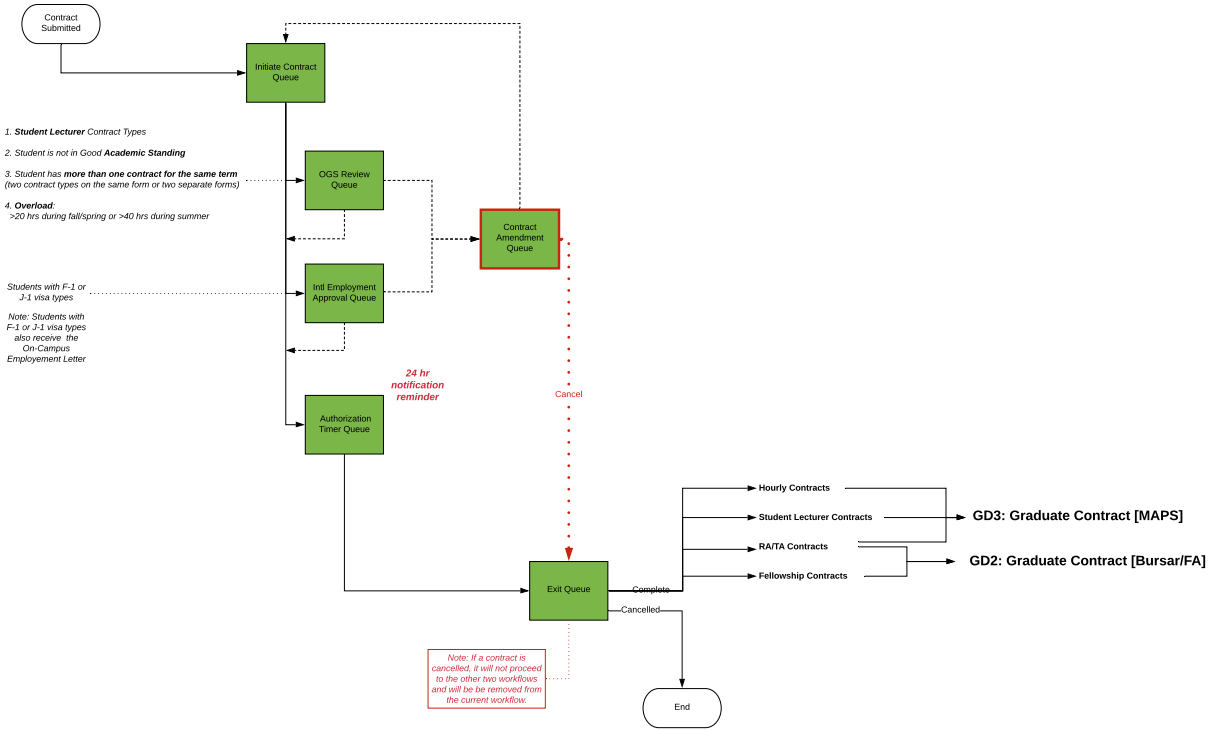 Contract
Submitted
Initiate Contract
Queue
1. Student Lecturer Contract Types
2. Student is not in Good Academic Standing
3. Student has more than one contract for the same term
(two contract types on the same form or two separate forms)
4. Overload:
>20 hrs during fall/spring or >40 hrs during summer
OGS Review
Queue
Contract
Amendment
Queue
Students with F-1 or
J-1 visa types
Note: Students with
F-1 or J-1 visa types
also receive the
On-Campus
Employement Letter
Intl Employment
Approval Queue
24 hr
notification
reminder
Cancel
Authorization
Timer Queue
Hourly Contracts
Student Lecturer Contracts
RA/TA Contracts
Fellowship Contracts
GD3: Graduate Contract [MAPS]
GD2: Graduate Contract [Bursar/FA]
Exit Queue
Complete
Cancelled
Note: If a contract is
cancelled, it will not proceed
to the other two workflows
and will be be removed from
the current workflow.
End